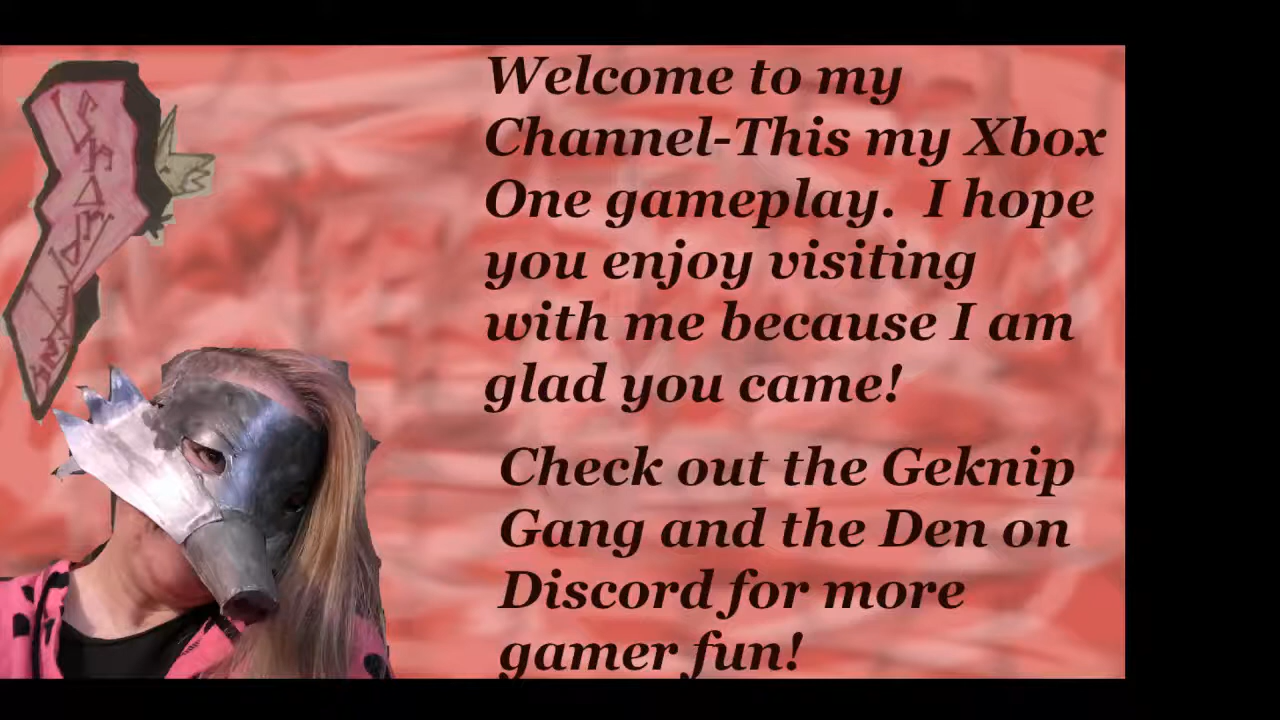 Welcome to my
Channel-This my Xbox
One gameplay. I hope
you enjoy visiting
with me because I am
glad you came!
Check out the Geknip
Gang and the Den on
Discord for more
gamer fun!